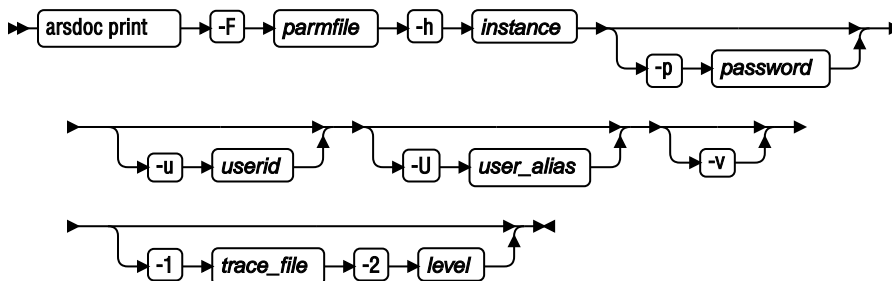 arsdoc print -F parmfile -h instance
-p password
-u userid -U user_alias -v
-1 trace_file -2 level